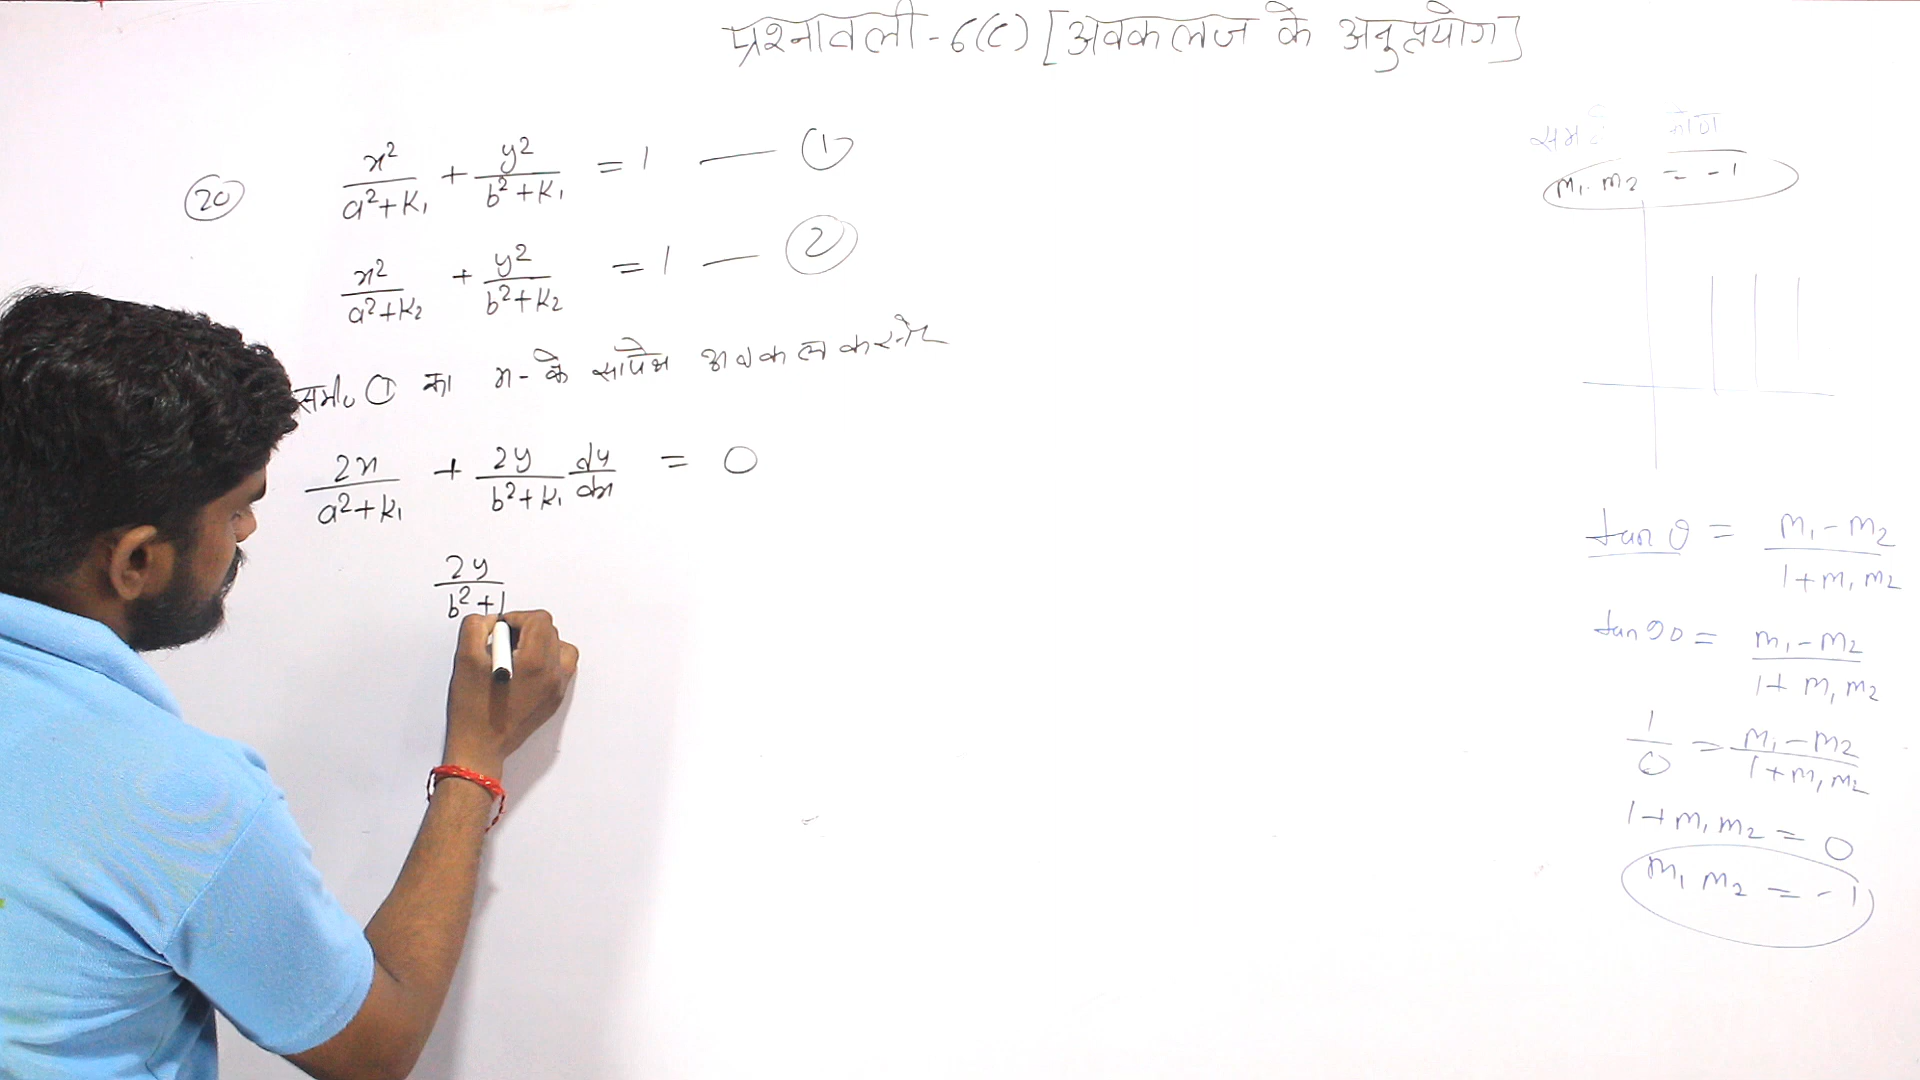 प्रश्नावली - 6(C) [अवकलज के अनुप्रयोग]
(20) x²/(a²+k₁) + y²/(b²+k₁) = 1 — ①
x²/(a²+k₂) + y²/(b²+k₂) = 1 — ②
समी० ① का x- के सापेक्ष अवकलन करने पर
2x/(a²+k₁) + 2y/(b²+k₁) dy/dx = 0
2y/(b²+
कोण
m₁.m₂ = -1
tan θ = (m₁-m₂)/(1+m₁m₂)
tan 90 = (m₁-m₂)/(1+m₁m₂)
1/0 = (m₁-m₂)/(1+m₁m₂)
1+m₁m₂ = 0
m₁m₂ = -1